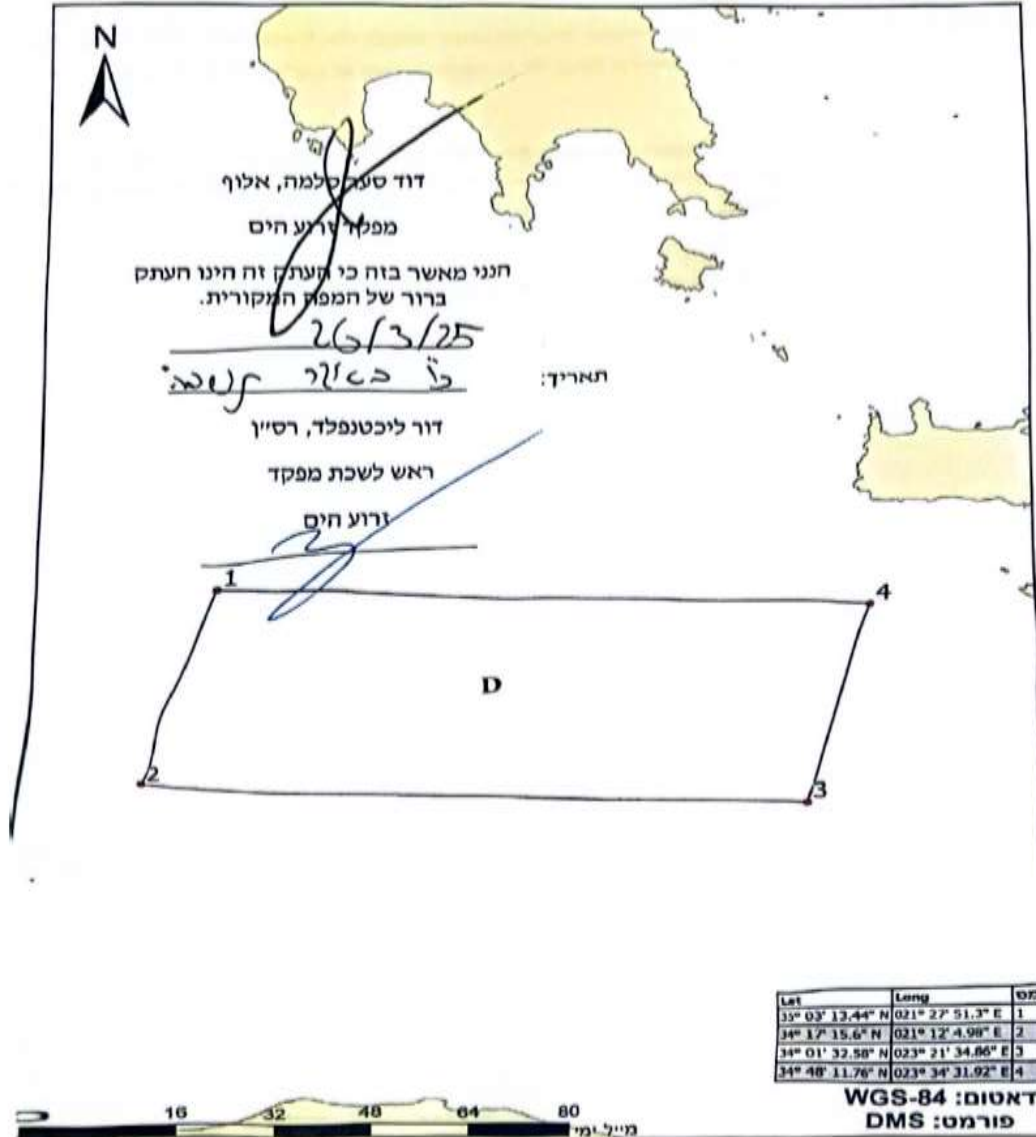 N
דוד סער סלמה, אלוף
מפקד זרוע הים
הנני מאשר בזה כי העתק זה הינו העתק
ברור של המפה המקורית.
26/3/25
תאריך:
דור ליכטנפלד, רס״ן
ראש לשכת מפקד
זרוע הים
1
4
D
2
3
Lat Long
35° 03' 13.44" N 021° 27' 51.3" E 1
34° 17' 15.6" N 021° 12' 4.98" E 2
34° 01' 32.58" N 023° 21' 34.86" E 3
34° 48' 11.76" N 023° 34' 31.92" E 4
דאטום: WGS-84
פורמט: DMS
16 32 48 64 80
מייל ימי